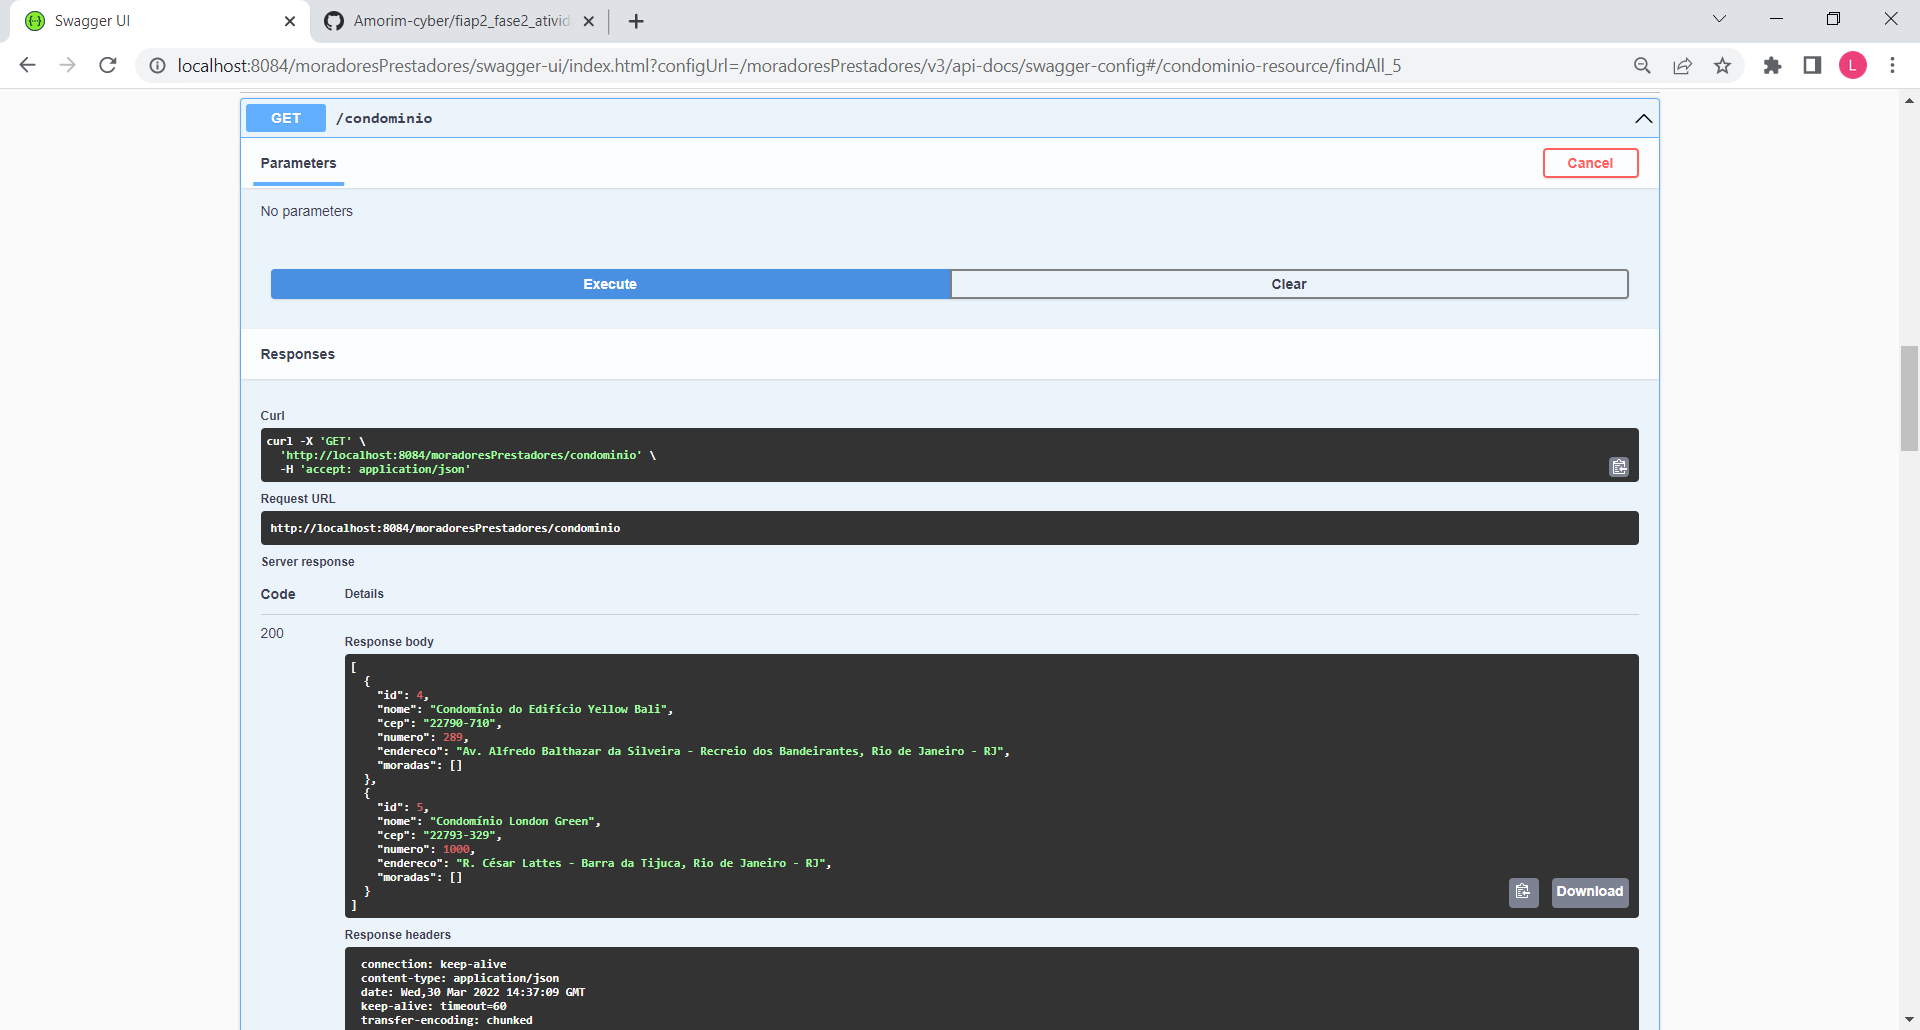 Swagger UI
Amorim-cyber/fiap2_fase2_ativid
localhost:8084/moradoresPrestadores/swagger-ui/index.html?configUrl=/moradoresPrestadores/v3/api-docs/swagger-config#/condominio-resource/findAll_5
L
GET /condominio
Parameters
Cancel
No parameters
Execute
Clear
Responses
Curl
curl -X 'GET' \
'http://localhost:8084/moradoresPrestadores/condominio' \
-H 'accept: application/json'
Request URL
http://localhost:8084/moradoresPrestadores/condominio
Server response
Code Details
200
Response body
[
{
"id": 4,
"nome": "Condomínio do Edifício Yellow Bali",
"cep": "22790-710",
"numero": 289,
"endereco": "Av. Alfredo Balthazar da Silveira - Recreio dos Bandeirantes, Rio de Janeiro - RJ",
"moradas": []
},
{
"id": 5,
"nome": "Condomínio London Green",
"cep": "22793-329",
"numero": 1000,
"endereco": "R. César Lattes - Barra da Tijuca, Rio de Janeiro - RJ",
"moradas": []
}
]
Download
Response headers
connection: keep-alive
content-type: application/json
date: Wed,30 Mar 2022 14:37:09 GMT
keep-alive: timeout=60
transfer-encoding: chunked